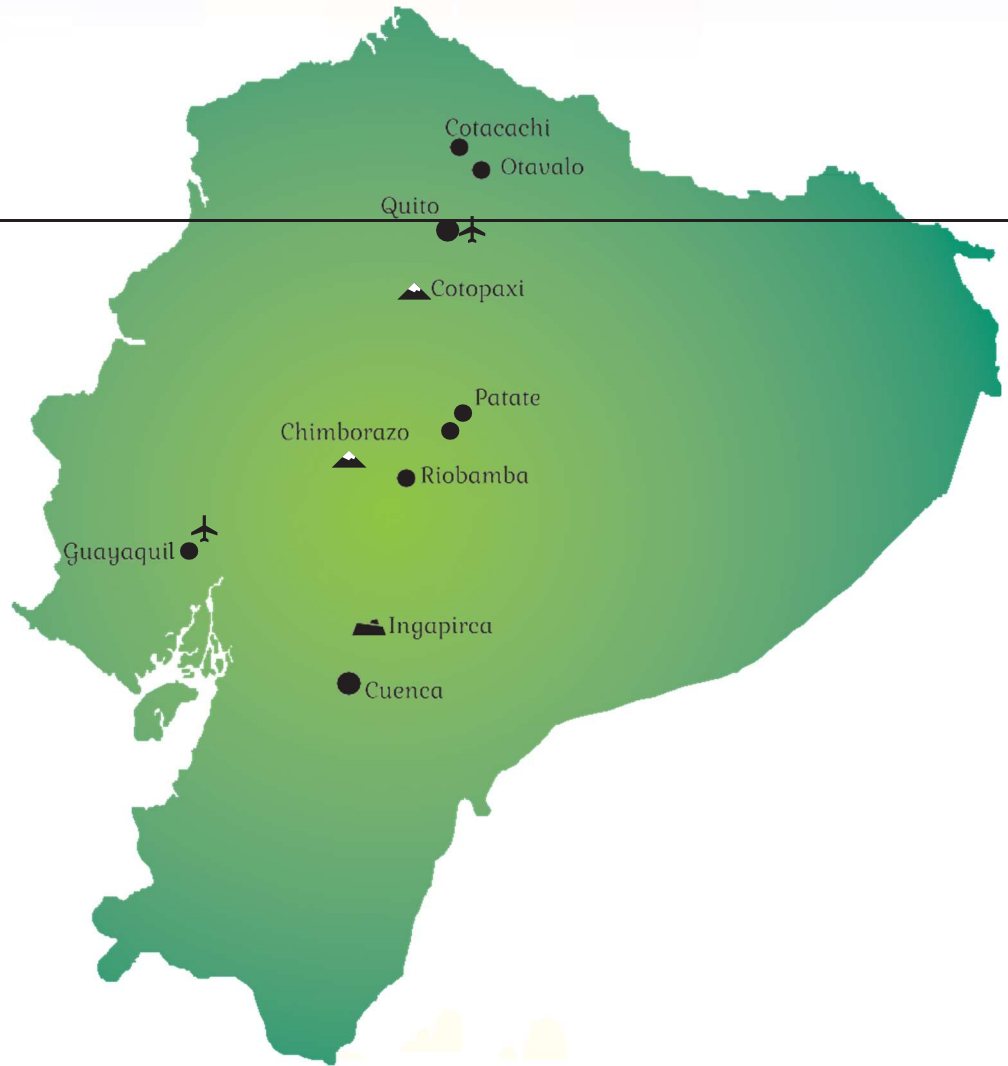 Cotacachi
Otavalo
Quito
Cotopaxi
Patate
Chimborazo
Riobamba
Guayaquil
Ingapirca
Cuenca